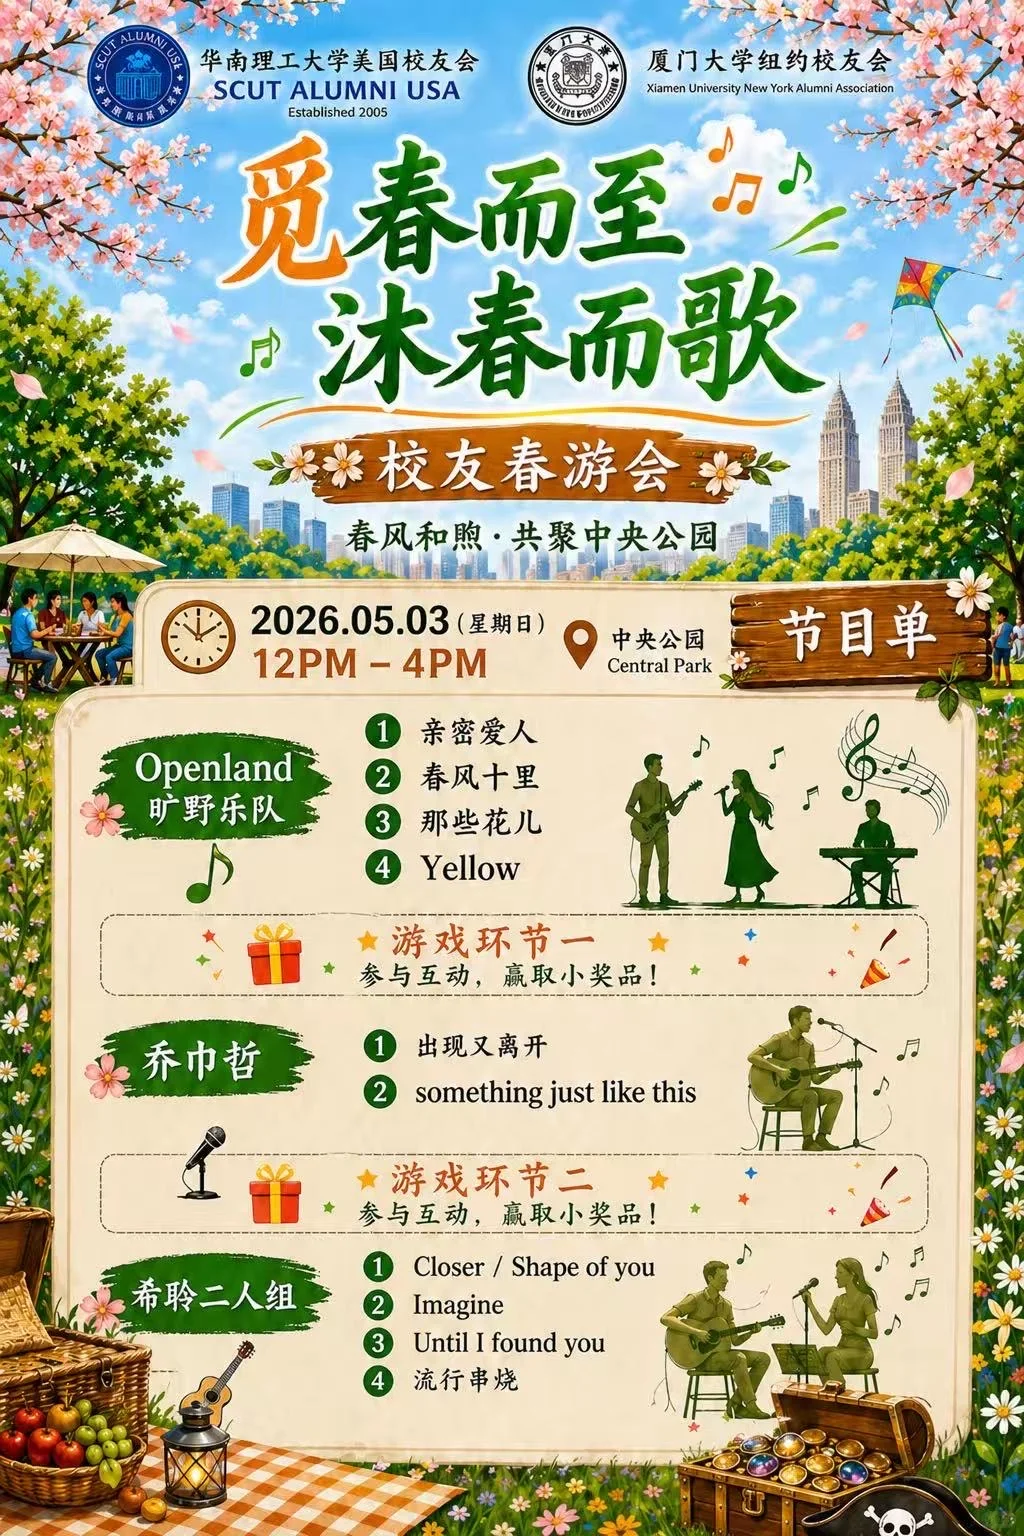 SCUT ALUMNI USA
华南理工大学美国校友会
SCUT ALUMNI USA
Established 2005
厦门大学
厦门大学纽约校友会
Xiamen University New York Alumni Association
觅春而至
沐春而歌
校友春游会
春风和煦·共聚中央公园
2026.05.03 (星期日)
12PM – 4PM
中央公园
Central Park
节目单
Openland
旷野乐队
1 亲密爱人
2 春风十里
3 那些花儿
4 Yellow
游戏环节一
参与互动，赢取小奖品！
乔巾哲
1 出现又离开
2 something just like this
游戏环节二
参与互动，赢取小奖品！
希聆二人组
1 Closer / Shape of you
2 Imagine
3 Until I found you
4 流行串烧